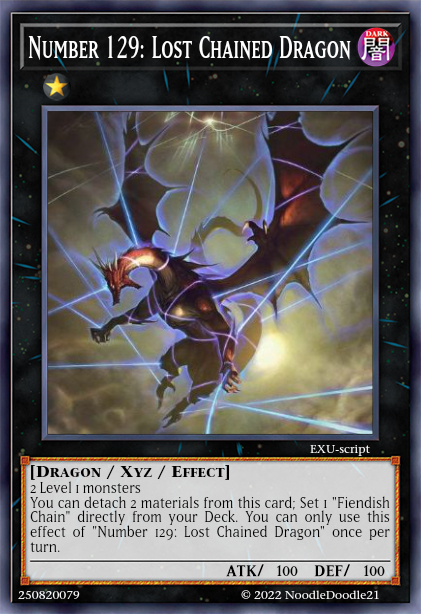 Number 129: Lost Chained Dragon
DARK
闇
EXU-script
[Dragon / Xyz / Effect]
2 Level 1 monsters
You can detach 2 materials from this card; Set 1 "Fiendish
Chain" directly from your Deck. You can only use this
effect of "Number 129: Lost Chained Dragon" once per
turn.
ATK/ 100 DEF/ 100
250820079 © 2022 NoodleDoodle21